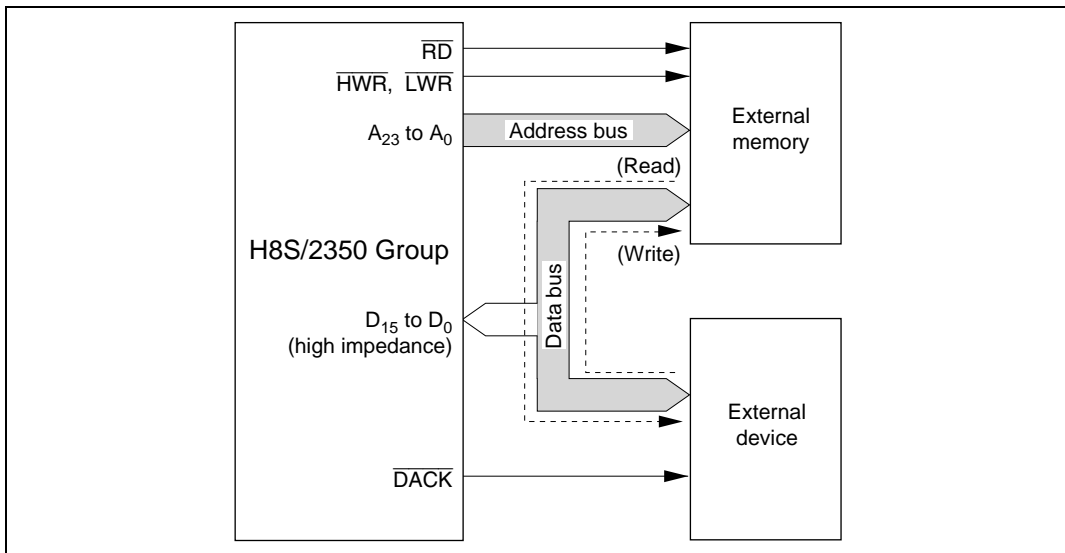 RD
HWR, LWR
A23 to A0
Address bus
External
memory
(Read)
(Write)
H8S/2350 Group
Data bus
D15 to D0
(high impedance)
External
device
DACK